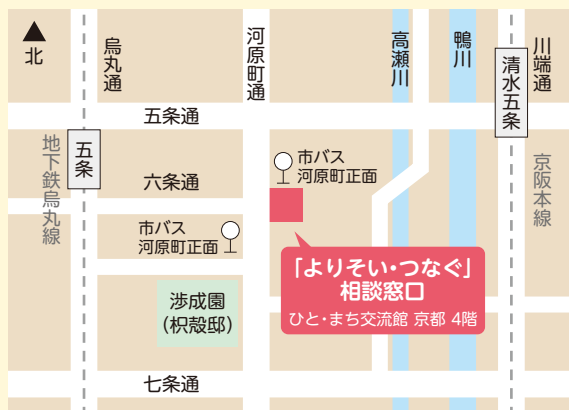 北
烏丸通
河原町通
高瀬川
鴨川
川端通
清水五条
五条通
地下鉄烏丸線
五条
六条通
市バス
河原町正面
京阪本線
市バス
河原町正面
「よりそい・つなぐ」
相談窓口
ひと・まち交流館 京都 4階
渉成園
(枳殻邸)
七条通